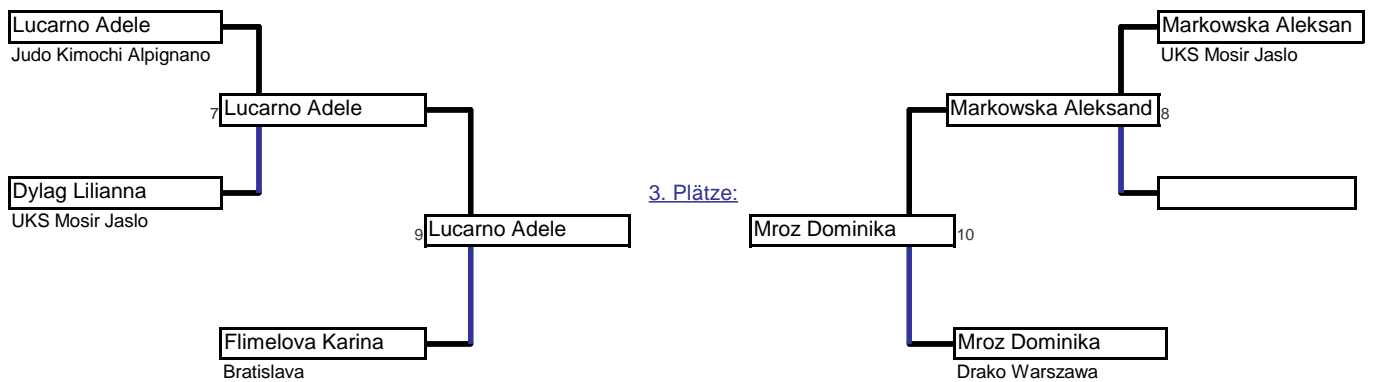 Lucarno Adele
Judo Kimochi Alpignano
7 Lucarno Adele
Dylag Lilianna
UKS Mosir Jaslo
9 Lucarno Adele
Flimelova Karina
Bratislava
3. Plätze:
Markowska Aleksan
UKS Mosir Jaslo
Markowska Aleksand 8
Mroz Dominika 10
Mroz Dominika
Drako Warszawa